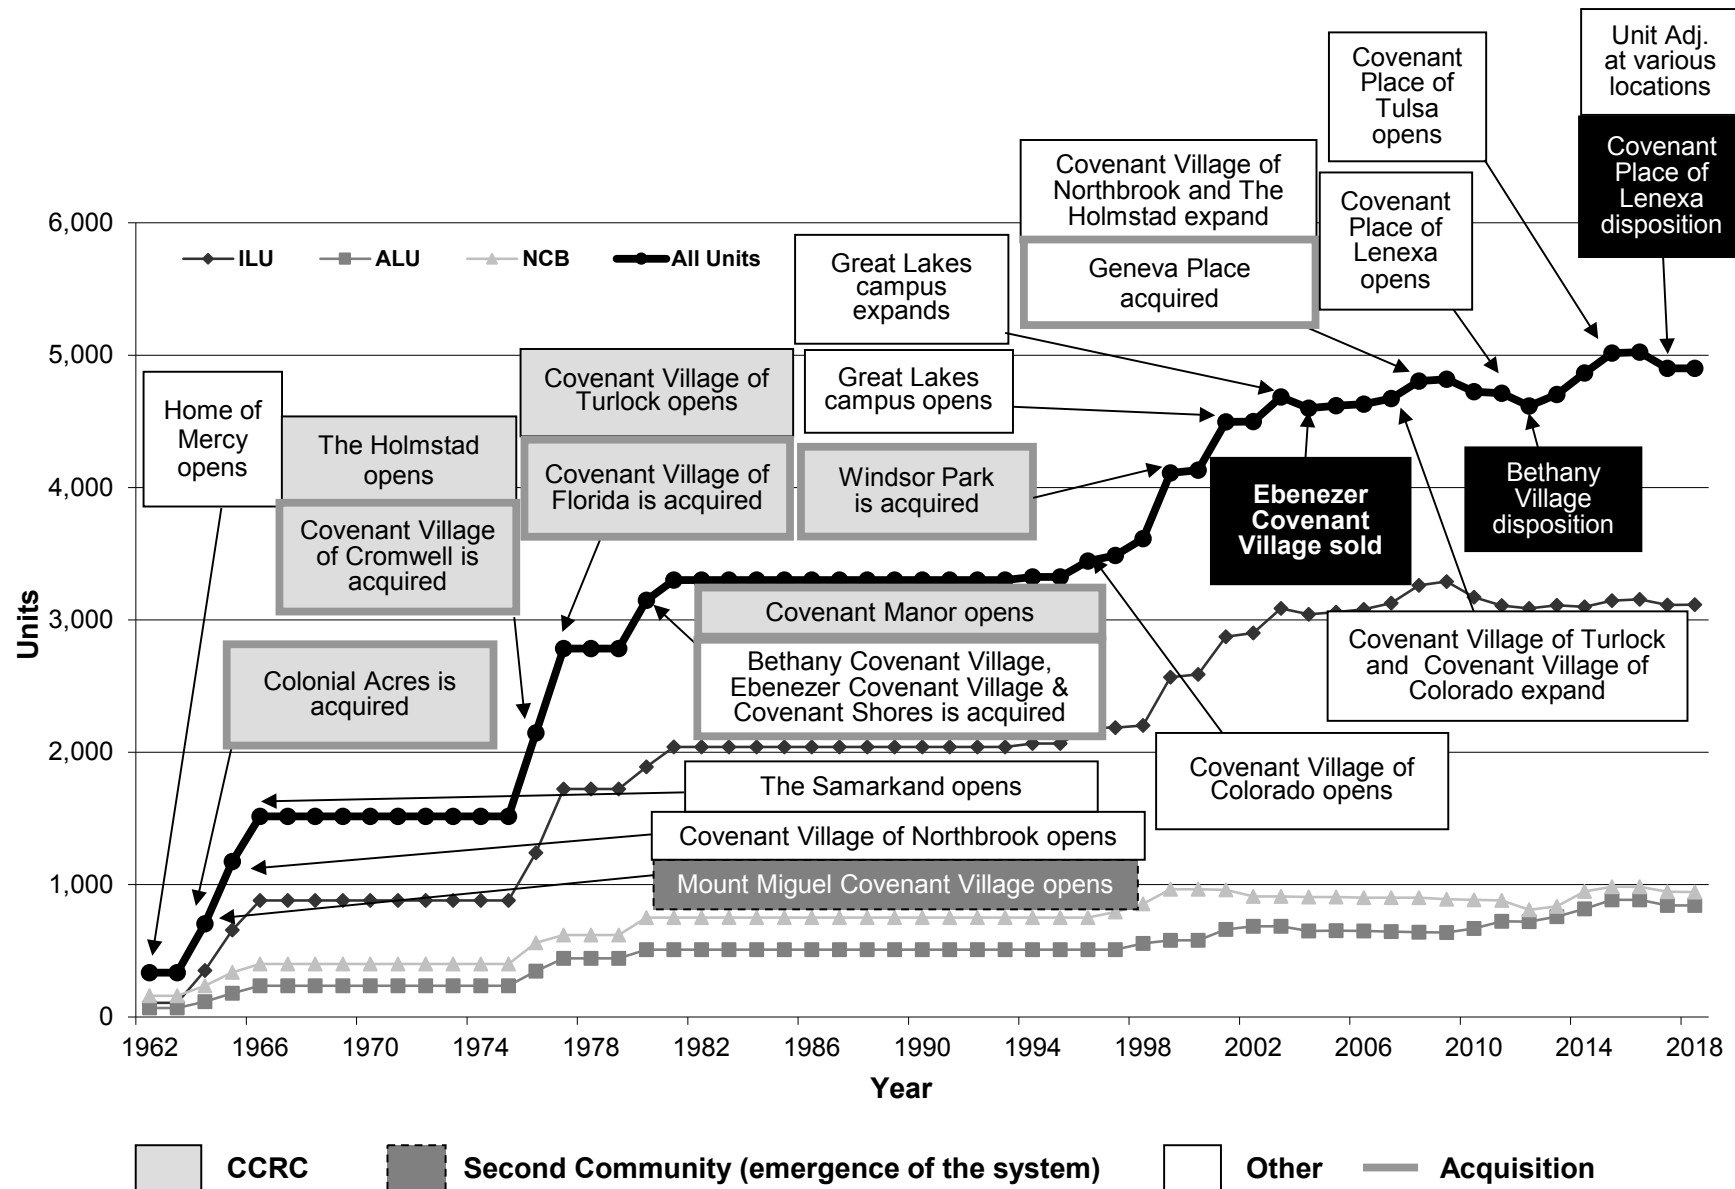 Unit Adj.
at various
locations
Covenant
Place of
Tulsa
opens
Covenant
Place of
Lenexa
disposition
Covenant Village of
Northbrook and The
Holmstad expand
Covenant
Place of
Lenexa
opens
Geneva Place
acquired
Great Lakes
campus
expands
Great Lakes
campus opens
Covenant Village of
Turlock opens
Covenant Village of
Florida is acquired
Windsor Park
is acquired
Home of
Mercy
opens
The Holmstad
opens
Covenant Village
of Cromwell is
acquired
Colonial Acres is
acquired
Ebenezer
Covenant
Village sold
Bethany
Village
disposition
Covenant Manor opens
Bethany Covenant Village,
Ebenezer Covenant Village &
Covenant Shores is acquired
Covenant Village of Turlock
and Covenant Village of
Colorado expand
Covenant Village of
Colorado opens
The Samarkand opens
Covenant Village of Northbrook opens
Mount Miguel Covenant Village opens
ILU ALU NCB All Units
Units
6,000
5,000
4,000
3,000
2,000
1,000
0
1962 1966 1970 1974 1978 1982 1986 1990 1994 1998 2002 2006 2010 2014 2018
Year
CCRC Second Community (emergence of the system) Other Acquisition